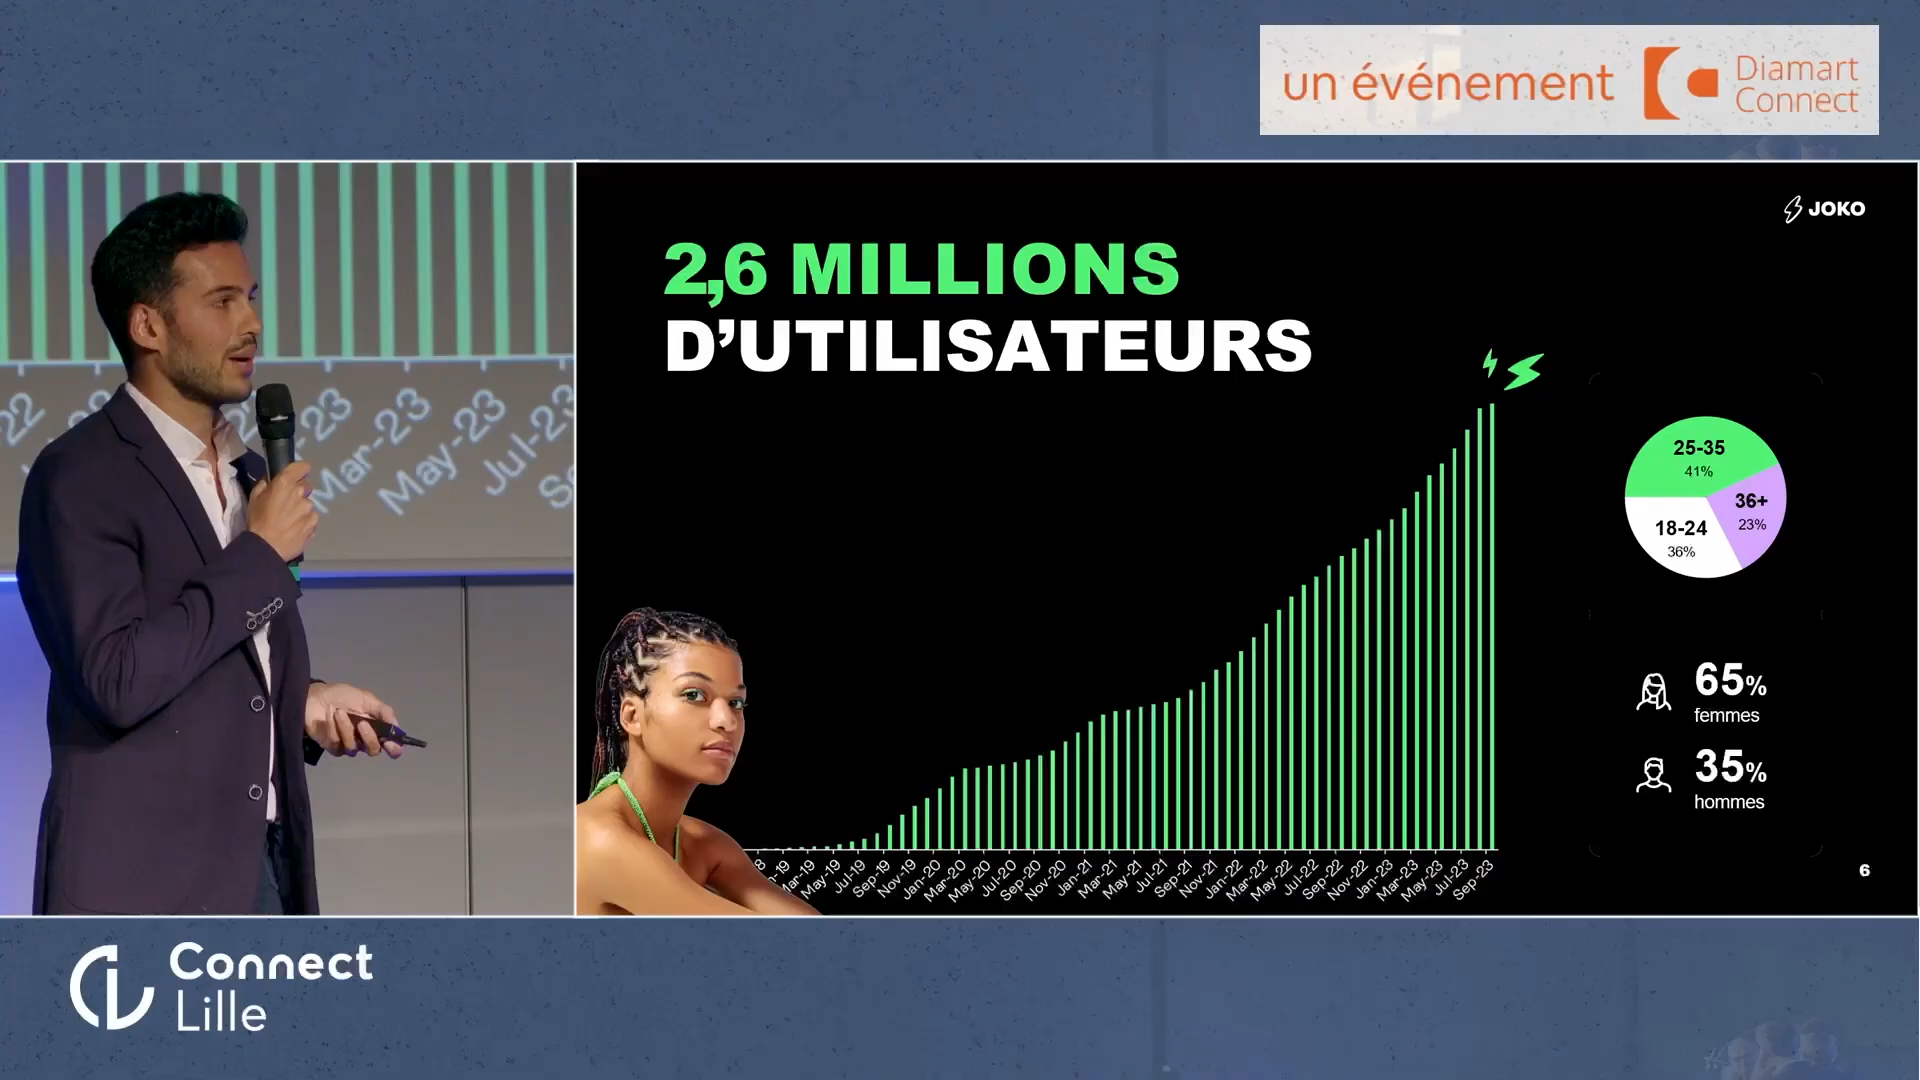 un événement
Diamart
Connect
22
23
Mar-23
May-23
Jul-23
JOKO
2,6 MILLIONS
D’UTILISATEURS
25-35
41%
36+
23%
18-24
36%
65%
femmes
35%
hommes
Mar-19
May-19
Jul-19
Sep-19
Nov-19
Jan-20
Mar-20
May-20
Jul-20
Sep-20
Nov-20
Jan-21
Mar-21
May-21
Jul-21
Sep-21
Nov-21
Jan-22
Mar-22
May-22
Jul-22
Sep-22
Nov-22
Jan-23
Mar-23
May-23
Jul-23
Sep-23
6
Connect
Lille